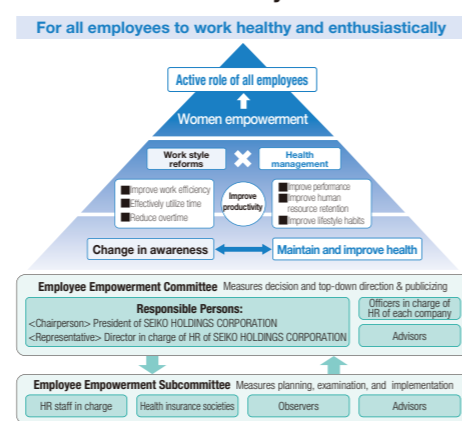 For all employees to work healthy and enthusiastically
Active role of all employees
Women empowerment
Work style
reforms
Health
management
Improve work efficiency
Effectively utilize time
Reduce overtime
Improve
productivity
Improve performance
Improve human
resource retention
Improve lifestyle habits
Change in awareness
Maintain and improve health
Employee Empowerment Committee Measures decision and top-down direction & publicizing
Responsible Persons:
<Chairperson> President of SEIKO HOLDINGS CORPORATION
<Representative> Director in charge of HR of SEIKO HOLDINGS CORPORATION
Officers in charge of
HR of each company
Advisors
Employee Empowerment Subcommittee Measures planning, examination, and implementation
HR staff in charge
Health insurance societies
Observers
Advisors